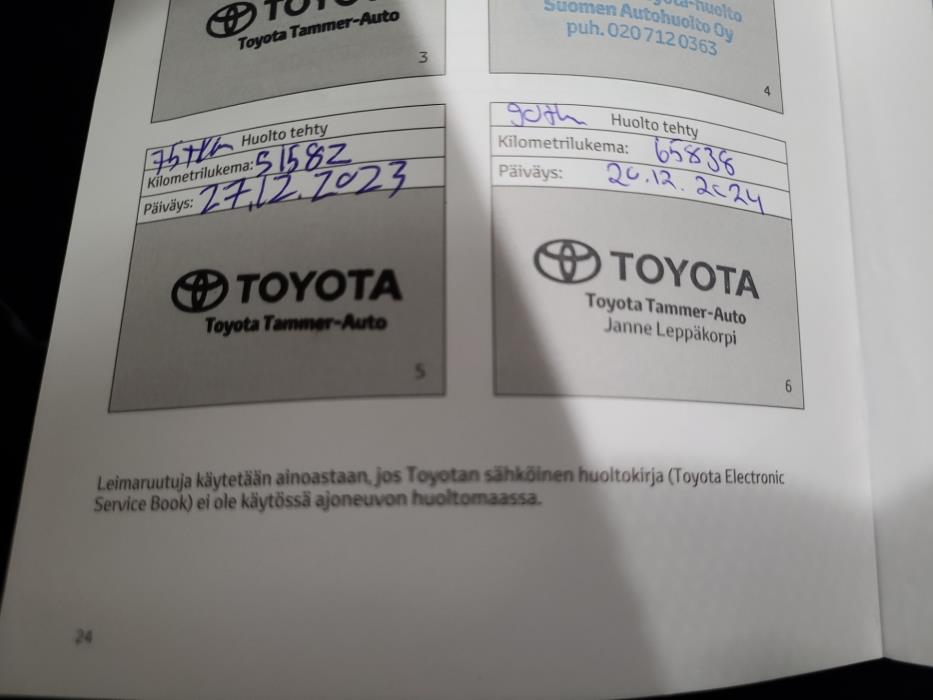 TOYOTA
Toyota Tammer-Auto
3
Suomen Autohuolto Oy
puh. 020 712 0363
4
75 tkm Huolto tehty
Kilometrilukema: 51582
Päiväys: 27.12.2023
TOYOTA
Toyota Tammer-Auto
5
90tkm Huolto tehty
Kilometrilukema: 65838
Päiväys: 20.12.2024
TOYOTA
Toyota Tammer-Auto
Janne Leppäkorpi
6
Leimaruutuja käytetään ainoastaan, jos Toyotan sähköinen huoltokirja (Toyota Electronic
Service Book) ei ole käytössä ajoneuvon huoltomaassa.
24